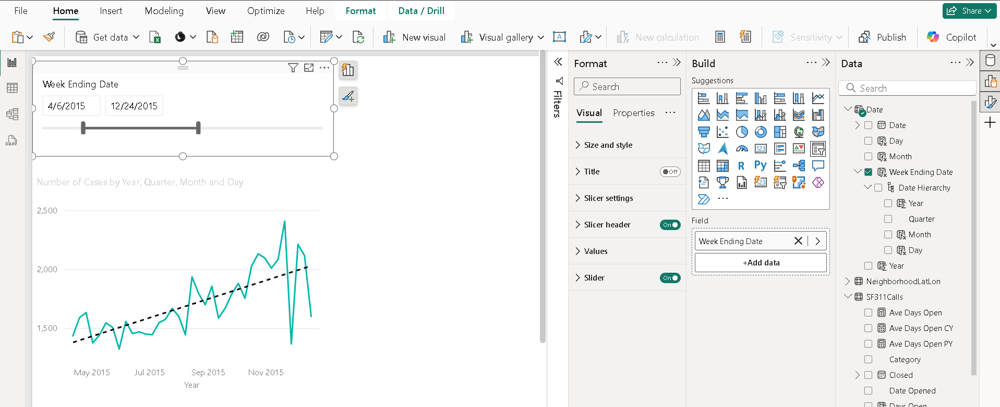 File Home Insert Modeling View Optimize Help Format Data / Drill Share
Get data New visual Visual gallery A New calculation Sensitivity Publish Copilot
Week Ending Date
4/6/2015 12/24/2015
Number of Cases by Year, Quarter, Month and Day
2,500
2,000
1,500
May 2015 Jul 2015 Sep 2015 Nov 2015
Year
DAX
Filters
Format
Search
Visual Properties
Size and style
Title Off
Slicer settings
Slicer header On
Values
Slider On
Build
Suggestions
123
R Py
123
Field
Week Ending Date
+Add data
Data
Search
Date
Date
Day
Month
Week Ending Date
Date Hierarchy
Year
Quarter
Month
Day
Year
NeighborhoodLatLon
SF311Calls
Ave Days Open
Ave Days Open CY
Ave Days Open PY
Category
Closed
Date Opened
Days Open